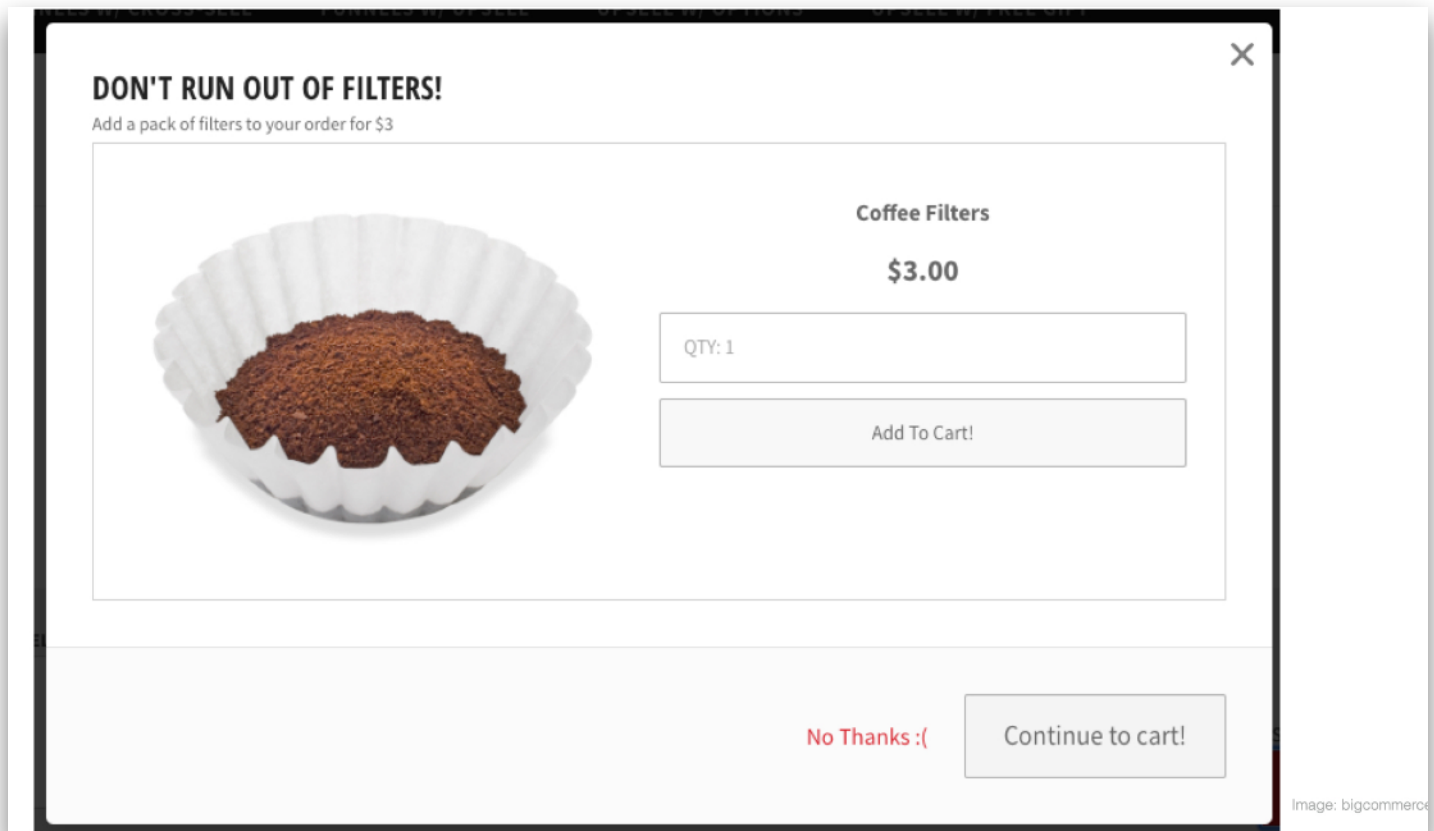 DON'T RUN OUT OF FILTERS!
Add a pack of filters to your order for $3
Coffee Filters
$3.00
QTY: 1
Add To Cart!
No Thanks :(
Continue to cart!
Image: bigcommerce